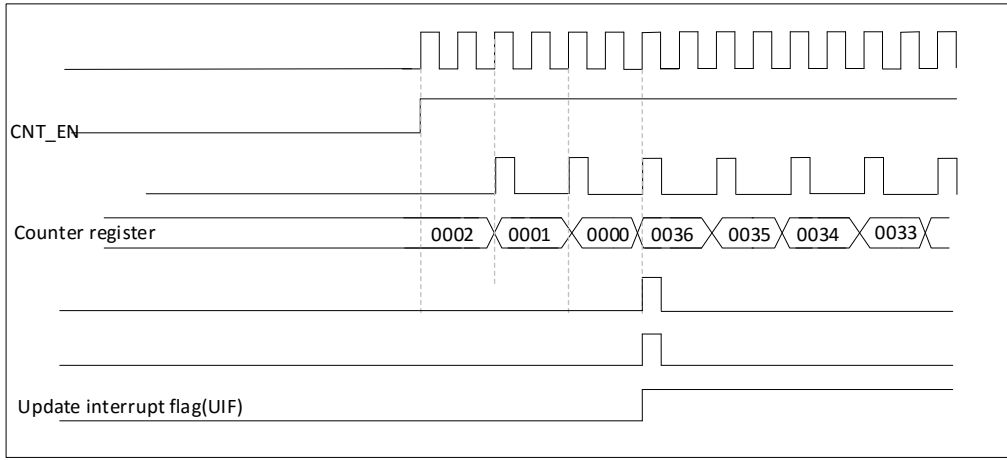 CNT_EN
Counter register 0002 0001 0000 0036 0035 0034 0033
Update interrupt flag(UIF)